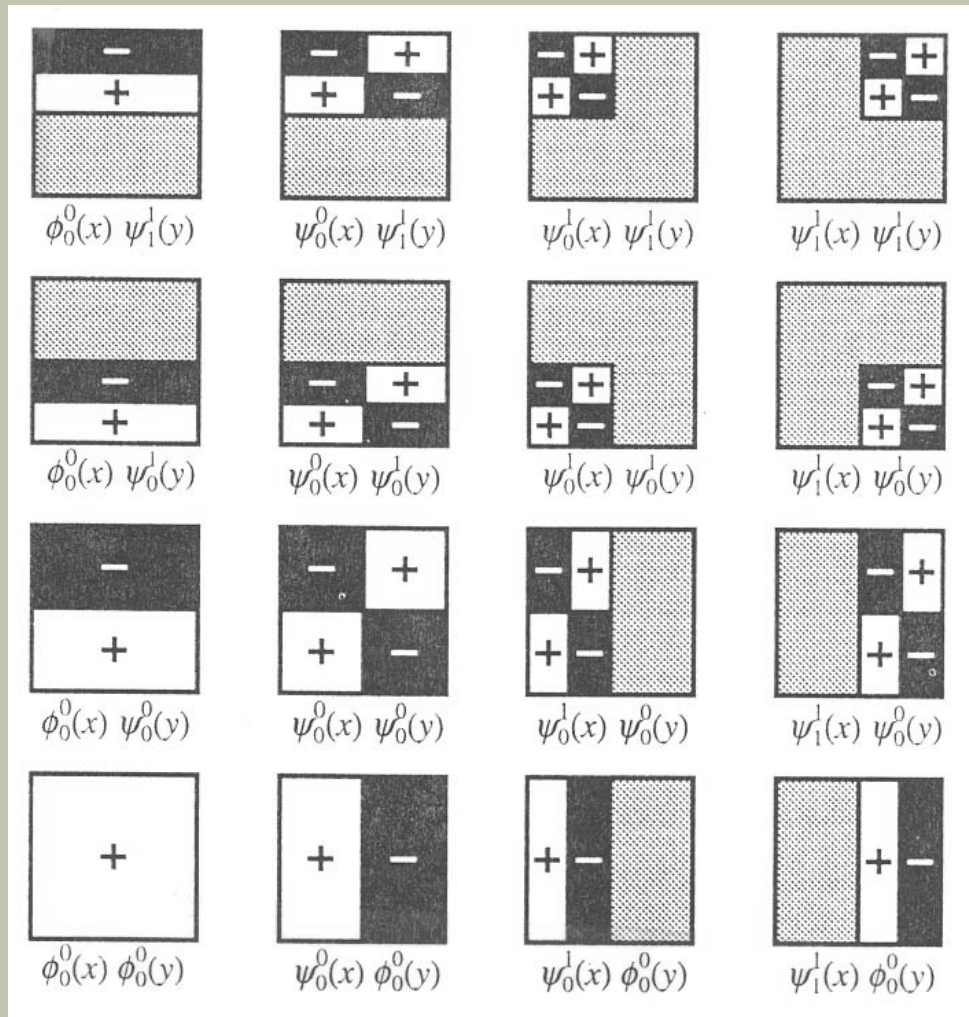 − − + − + − +
+ + − + − + −
ϕ₀⁰(x) ψ₁¹(y) ψ₀⁰(x) ψ₁¹(y) ψ₀¹(x) ψ₁¹(y) ψ₁¹(x) ψ₁¹(y)
− − + − + − +
+ + − + − + −
ϕ₀⁰(x) ψ₀¹(y) ψ₀⁰(x) ψ₀¹(y) ψ₀¹(x) ψ₀¹(y) ψ₁¹(x) ψ₀¹(y)
− − + − + − +
+ + − + − + −
ϕ₀⁰(x) ψ₀⁰(y) ψ₀⁰(x) ψ₀⁰(y) ψ₀¹(x) ψ₀⁰(y) ψ₁¹(x) ψ₀⁰(y)
+ + − + − + −
ϕ₀⁰(x) ϕ₀⁰(y) ψ₀⁰(x) ϕ₀⁰(y) ψ₀¹(x) ϕ₀⁰(y) ψ₁¹(x) ϕ₀⁰(y)